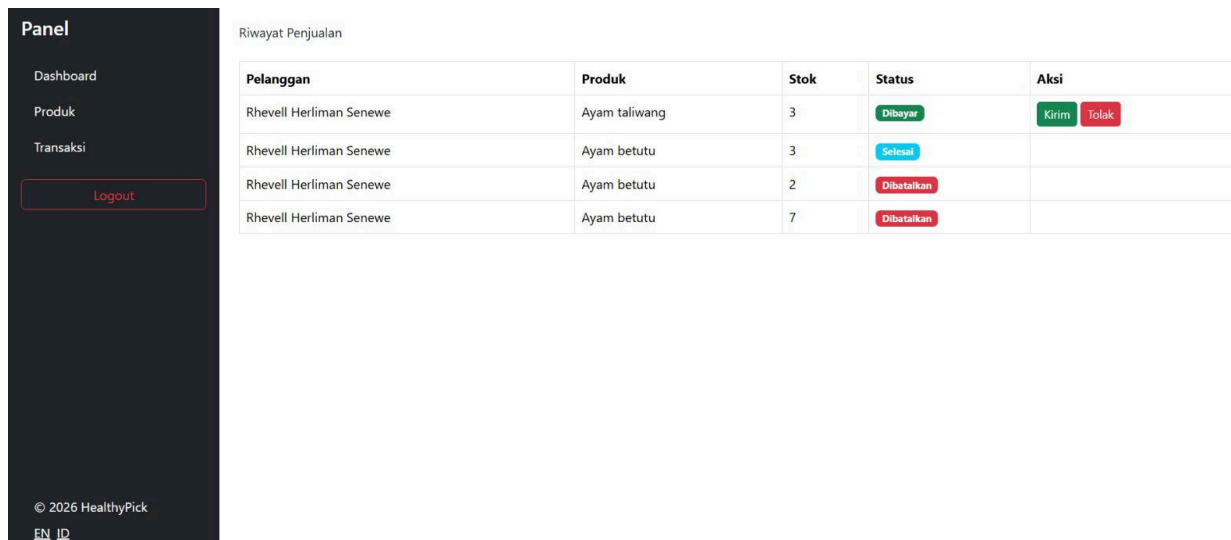 Panel
Dashboard
Produk
Transaksi
Logout
© 2026 HealthyPick
EN ID
Riwayat Penjualan
Pelanggan Produk Stok Status Aksi
Rhevell Herliman Senewe Ayam taliwang 3 Dibayar Kirim Tolak
Rhevell Herliman Senewe Ayam betutu 3 Selesai
Rhevell Herliman Senewe Ayam betutu 2 Dibatalkan
Rhevell Herliman Senewe Ayam betutu 7 Dibatalkan